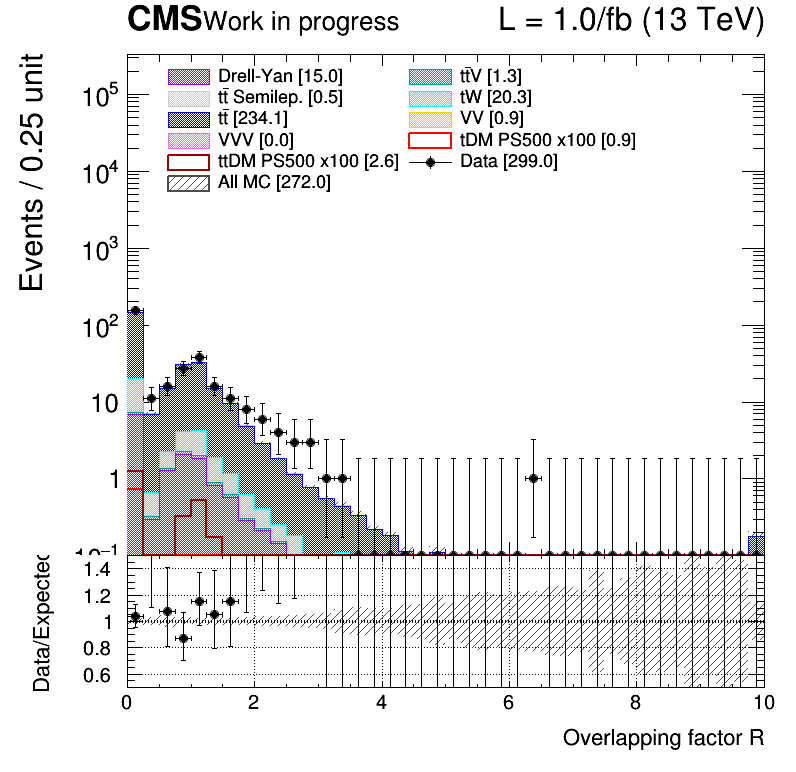 CMS Work in progress L = 1.0/fb (13 TeV)
Events / 0.25 unit
Drell-Yan [15.0] tt̄V [1.3]
tt̄ Semilep. [0.5] tW [20.3]
tt̄ [234.1] VV [0.9]
VVV [0.0] tDM PS500 x100 [0.9]
ttDM PS500 x100 [2.6] Data [299.0]
All MC [272.0]
10⁵
10⁴
10³
10²
10
1
10⁻¹
Data/Expected
1.4
1.2
1
0.8
0.6
0 2 4 6 8 10
Overlapping factor R